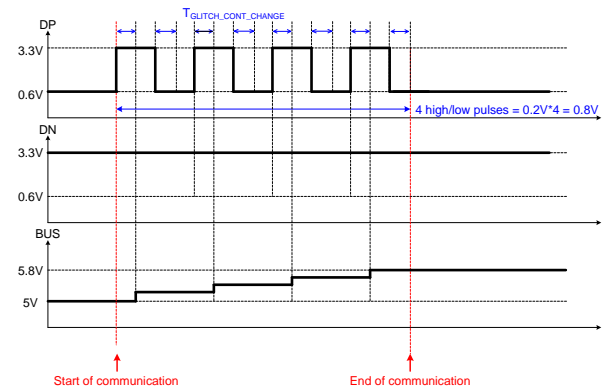 DP
T_GLITCH_CONT_CHANGE
3.3V
0.6V
4 high/low pulses = 0.2V*4 = 0.8V
DN
3.3V
0.6V
BUS
5.8V
5V
Start of communication
End of communication